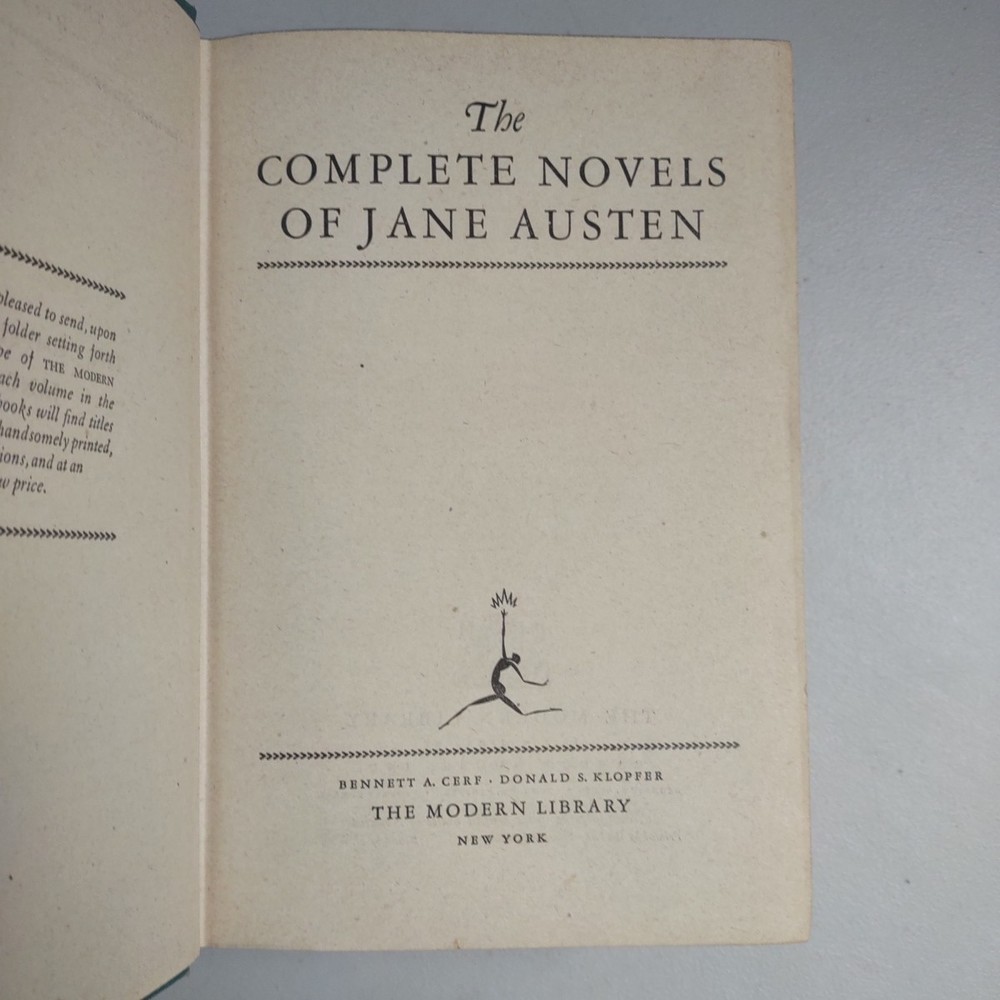 pleased to send, upon
folder setting forth
of THE MODERN
each volume in the
books will find titles
handsomely printed,
and at an
price.
The
COMPLETE NOVELS
OF JANE AUSTEN
BENNETT A. CERF · DONALD S. KLOPFER
THE MODERN LIBRARY
NEW YORK